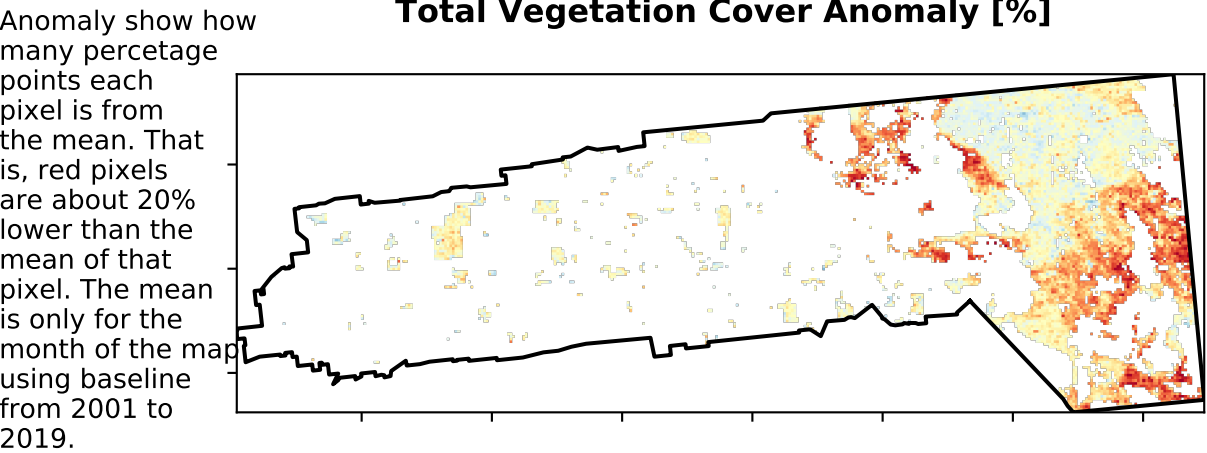 Total Vegetation Cover Anomaly [%]
Anomaly show how
many percetage
points each
pixel is from
the mean. That
is, red pixels
are about 20%
lower than the
mean of that
pixel. The mean
is only for the
month of the map
using baseline
from 2001 to
2019.